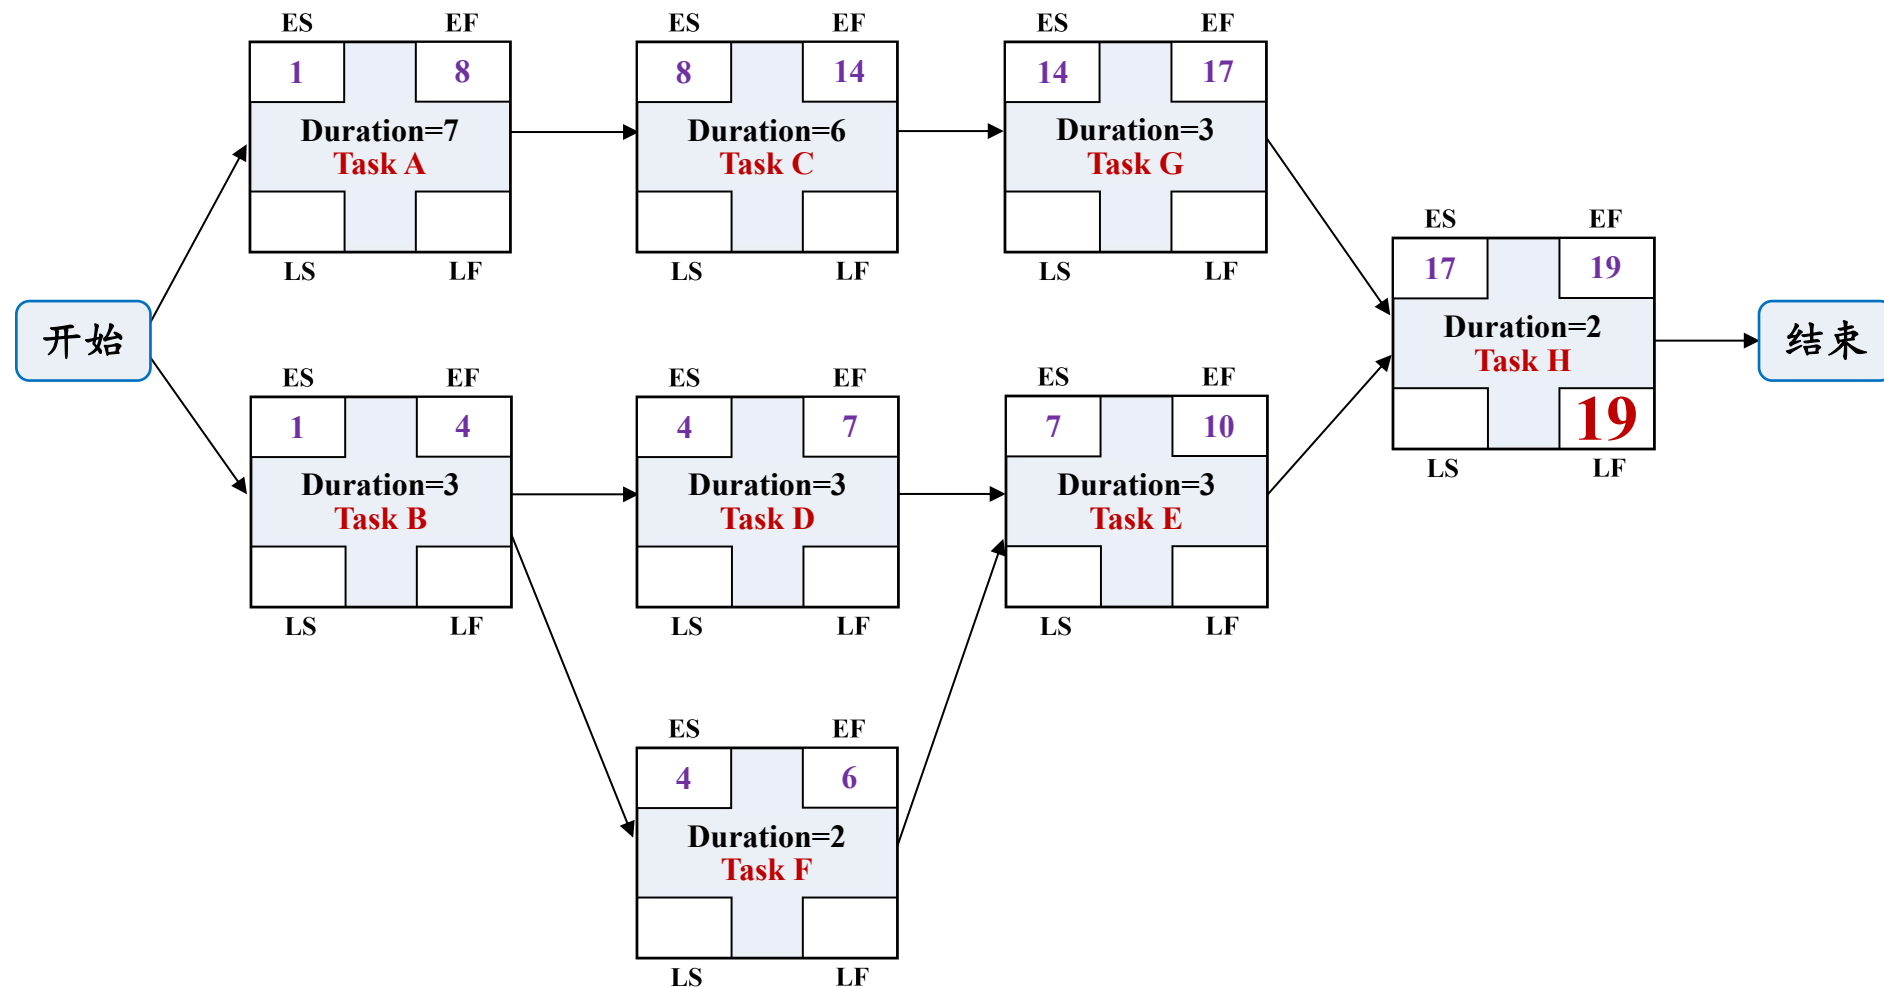 ES EF
1 8
Duration=7
Task A
LS LF
ES EF
8 14
Duration=6
Task C
LS LF
ES EF
14 17
Duration=3
Task G
LS LF
开始
ES EF
1 4
Duration=3
Task B
LS LF
ES EF
4 7
Duration=3
Task D
LS LF
ES EF
7 10
Duration=3
Task E
LS LF
ES EF
4 6
Duration=2
Task F
LS LF
ES EF
17 19
Duration=2
Task H
19
LS LF
结束